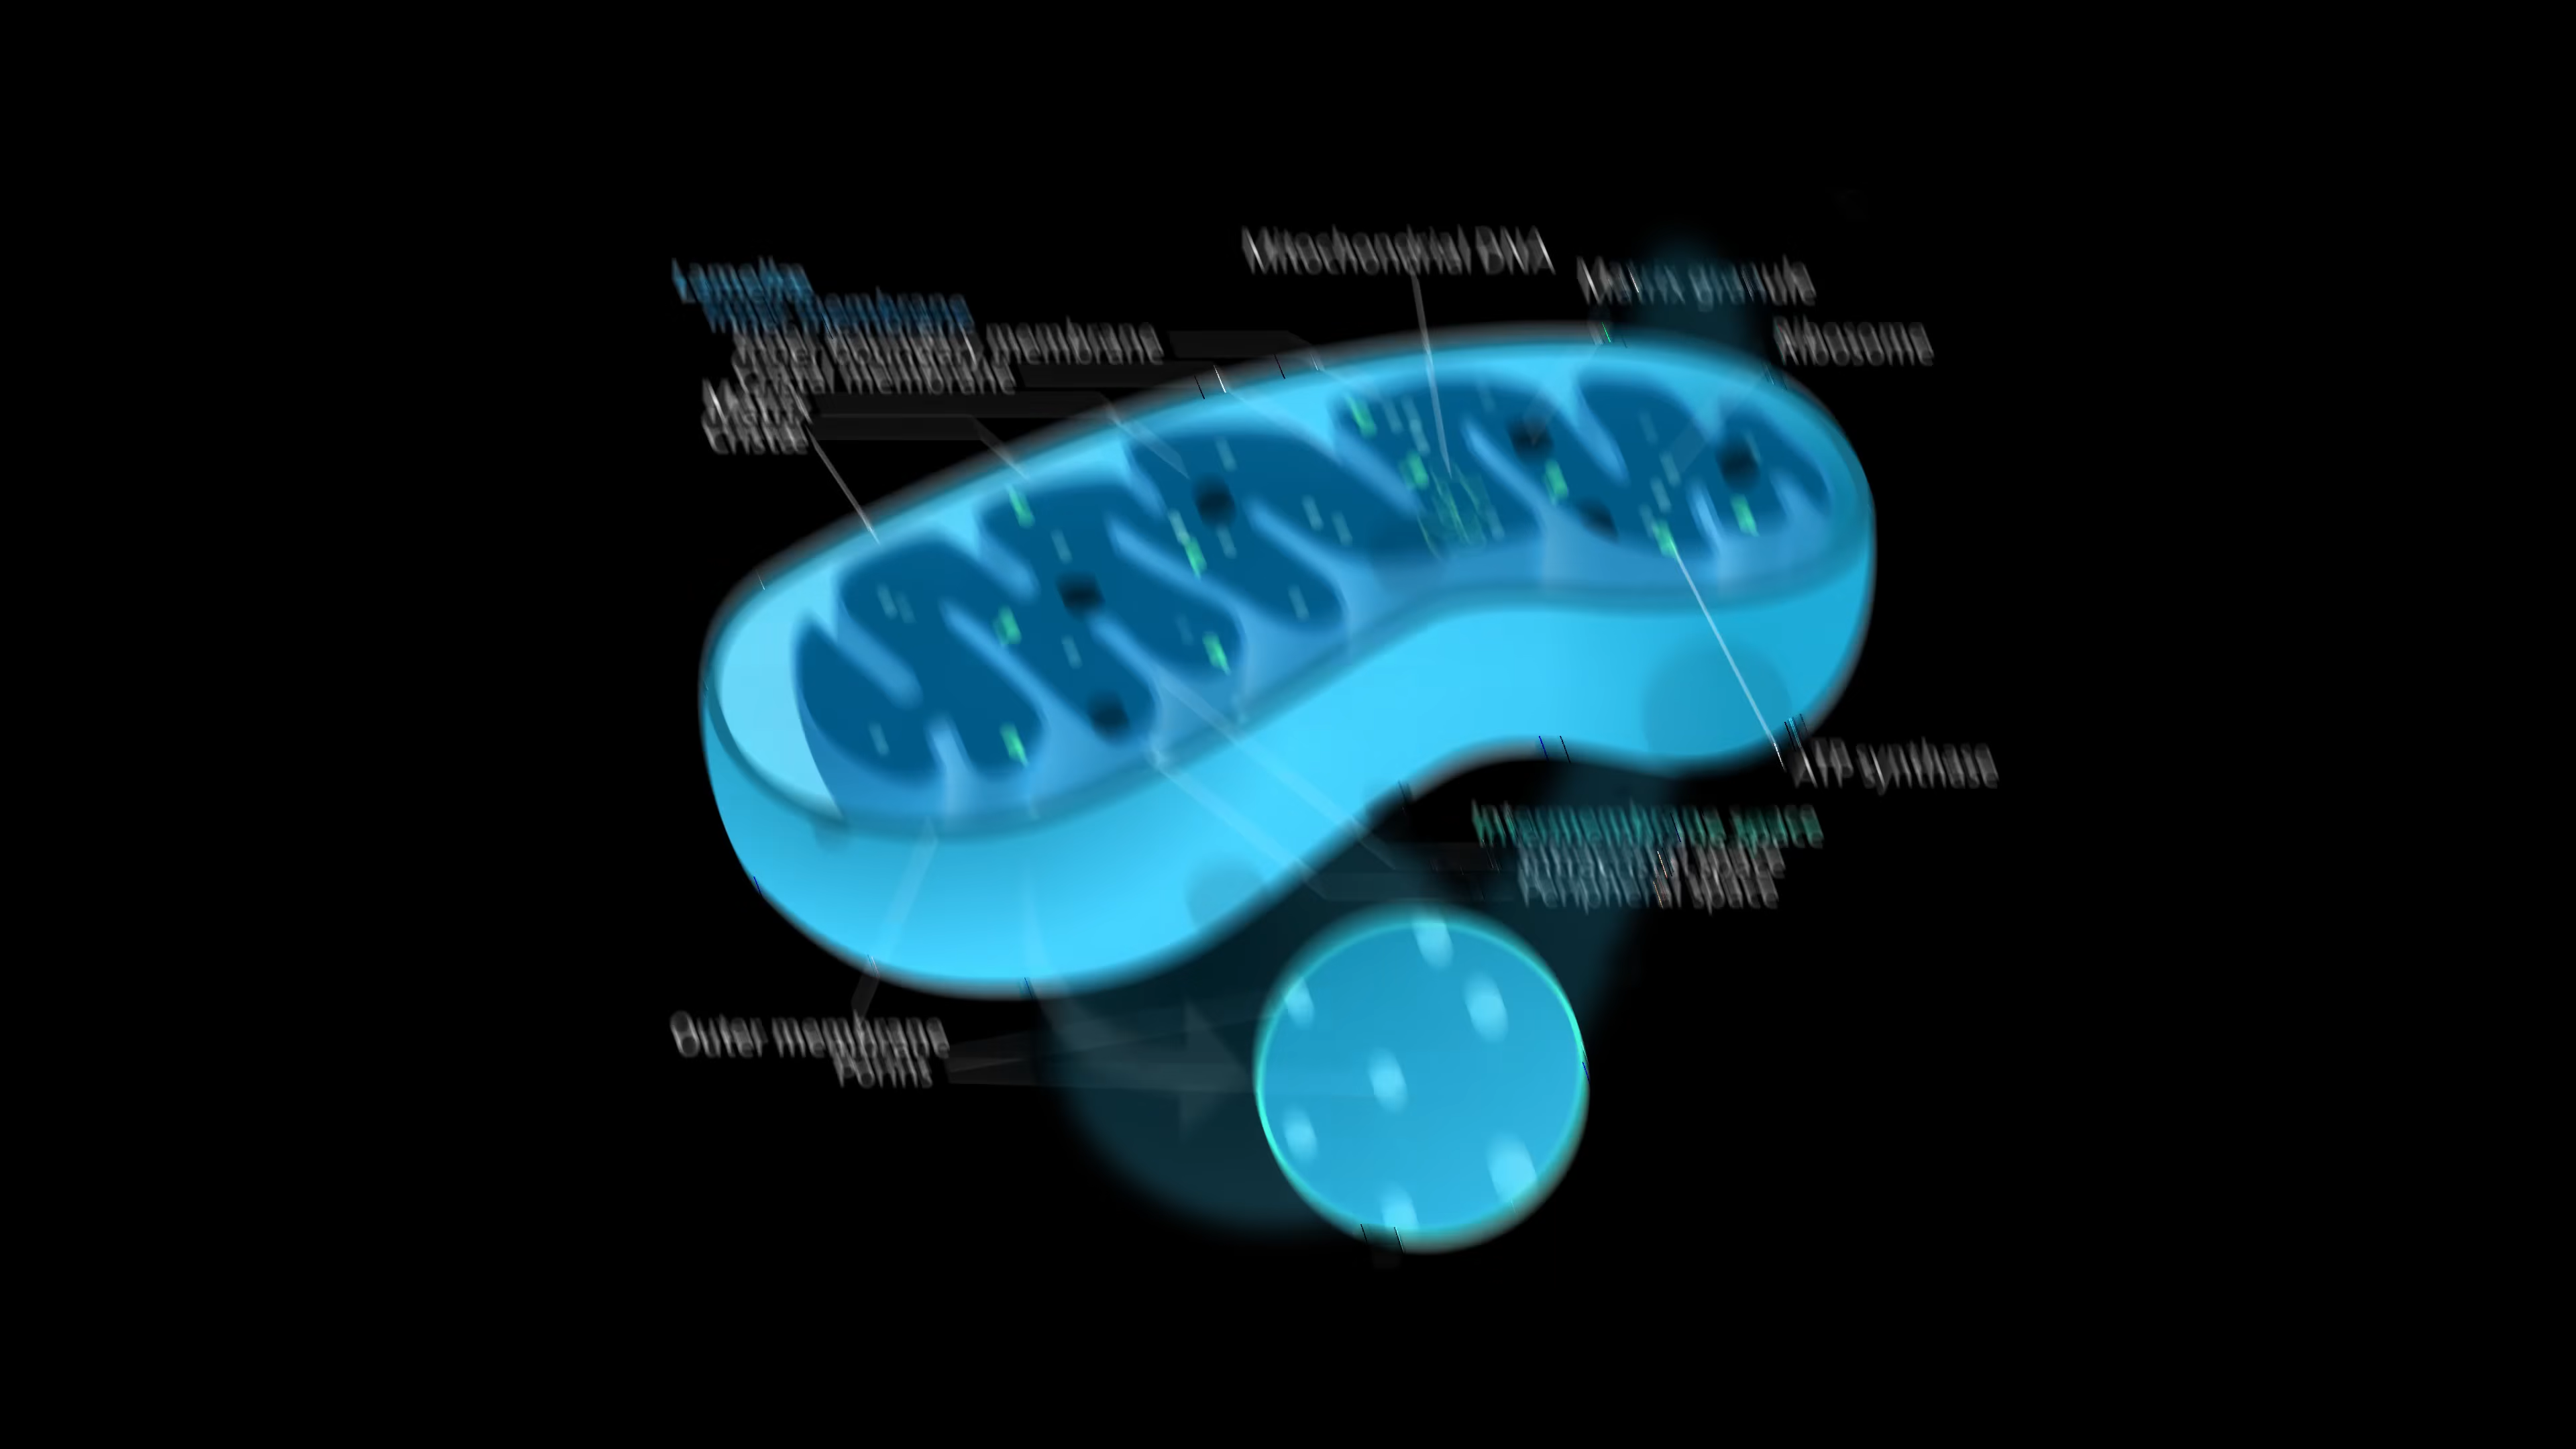 Mitochondrial DNA
Matrix granule
Lamella
Inner membrane
Inner boundary membrane
Cristal membrane
Matrix
Cristæ
Ribosome
ATP synthase
Intermembrane space
Intracristal space
Peripheral space
Outer membrane
Porins